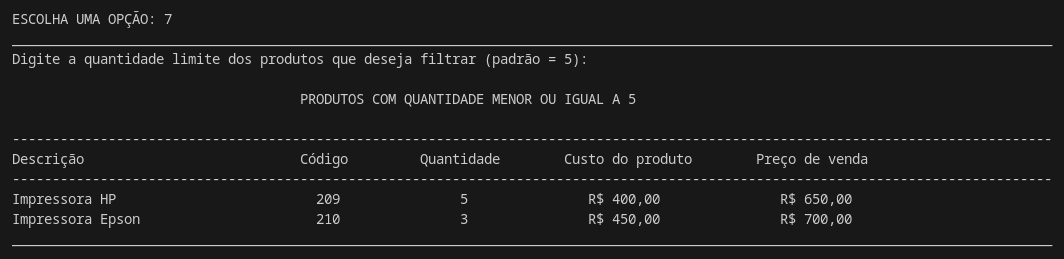 ESCOLHA UMA OPÇÃO: 7
Digite a quantidade limite dos produtos que deseja filtrar (padrão = 5):
PRODUTOS COM QUANTIDADE MENOR OU IGUAL A 5
Descrição Código Quantidade Custo do produto Preço de venda
Impressora HP 209 5 R$ 400,00 R$ 650,00
Impressora Epson 210 3 R$ 450,00 R$ 700,00